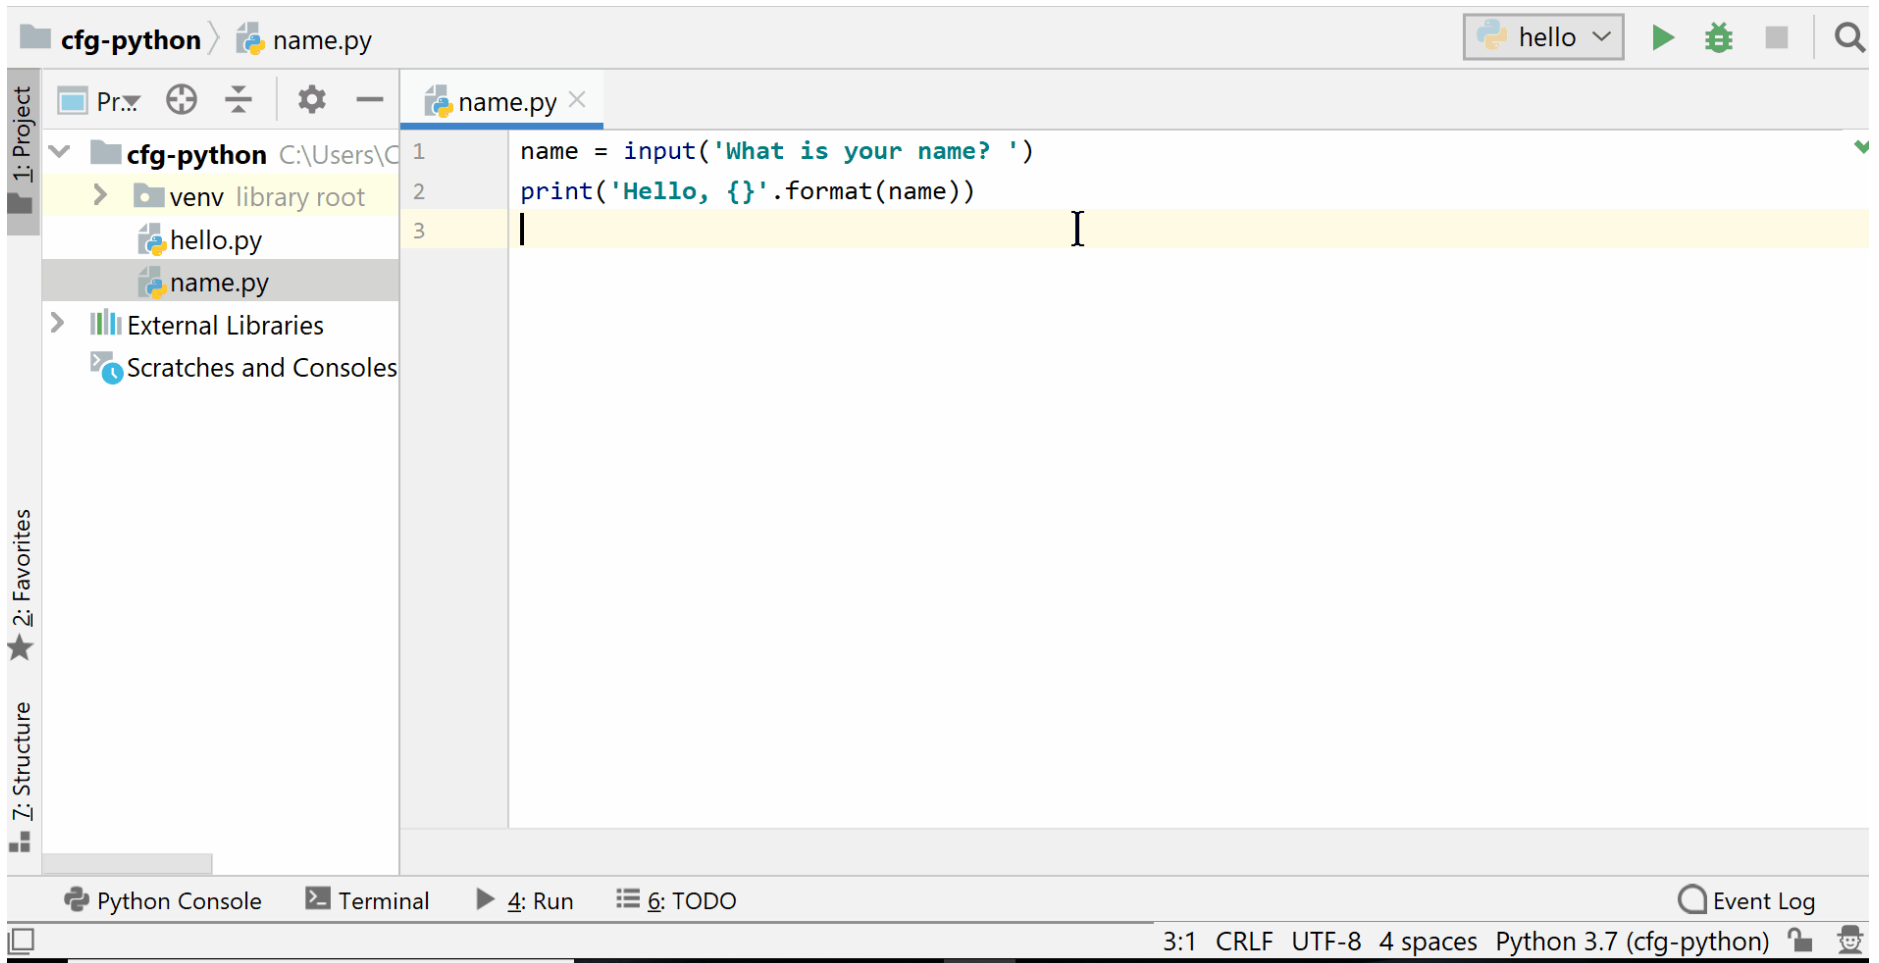 cfg-python name.py
hello
1: Project
Pr...
name.py
cfg-python C:\Users\C
venv library root
hello.py
name.py
External Libraries
Scratches and Consoles
1 name = input('What is your name? ')
2 print('Hello, {}'.format(name))
3
2: Favorites
7: Structure
Python Console Terminal 4: Run 6: TODO Event Log
3:1 CRLF UTF-8 4 spaces Python 3.7 (cfg-python)